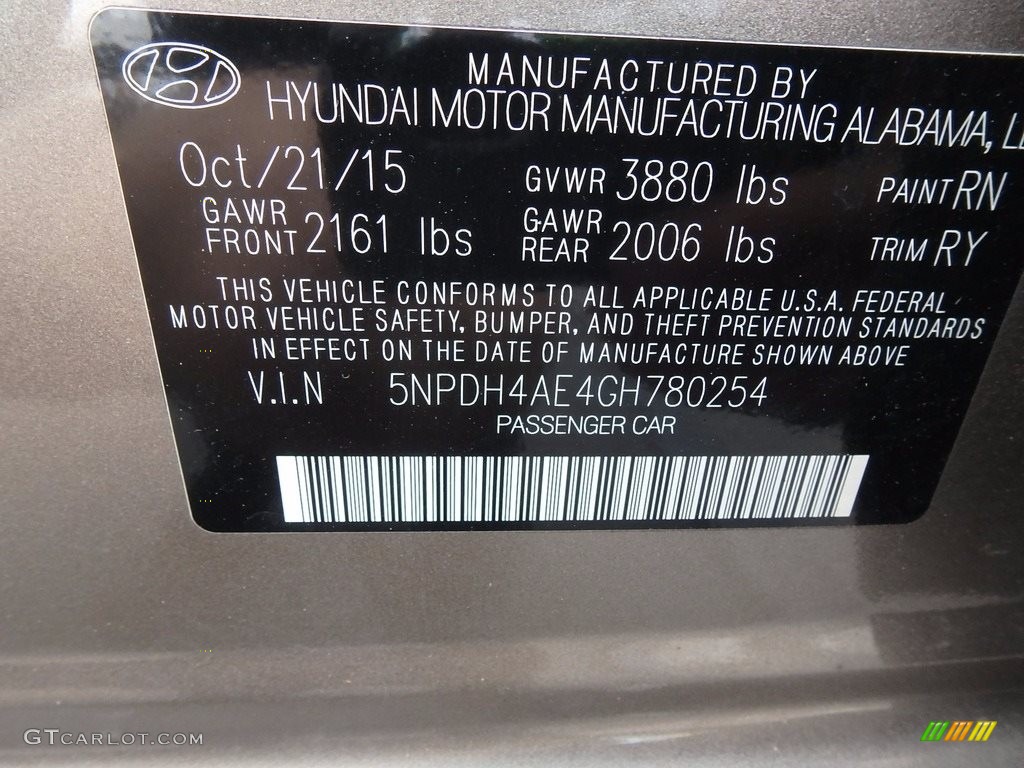 MANUFACTURED BY
HYUNDAI MOTOR MANUFACTURING ALABAMA,
Oct/21/15 GVWR 3880 lbs PAINT RN
GAWR FRONT 2161 lbs GAWR REAR 2006 lbs TRIM RY
THIS VEHICLE CONFORMS TO ALL APPLICABLE U.S.A. FEDERAL
MOTOR VEHICLE SAFETY, BUMPER, AND THEFT PREVENTION STANDARDS
IN EFFECT ON THE DATE OF MANUFACTURE SHOWN ABOVE
V.I.N 5NPDH4AE4GH780254
PASSENGER CAR
GTCARLOT.COM